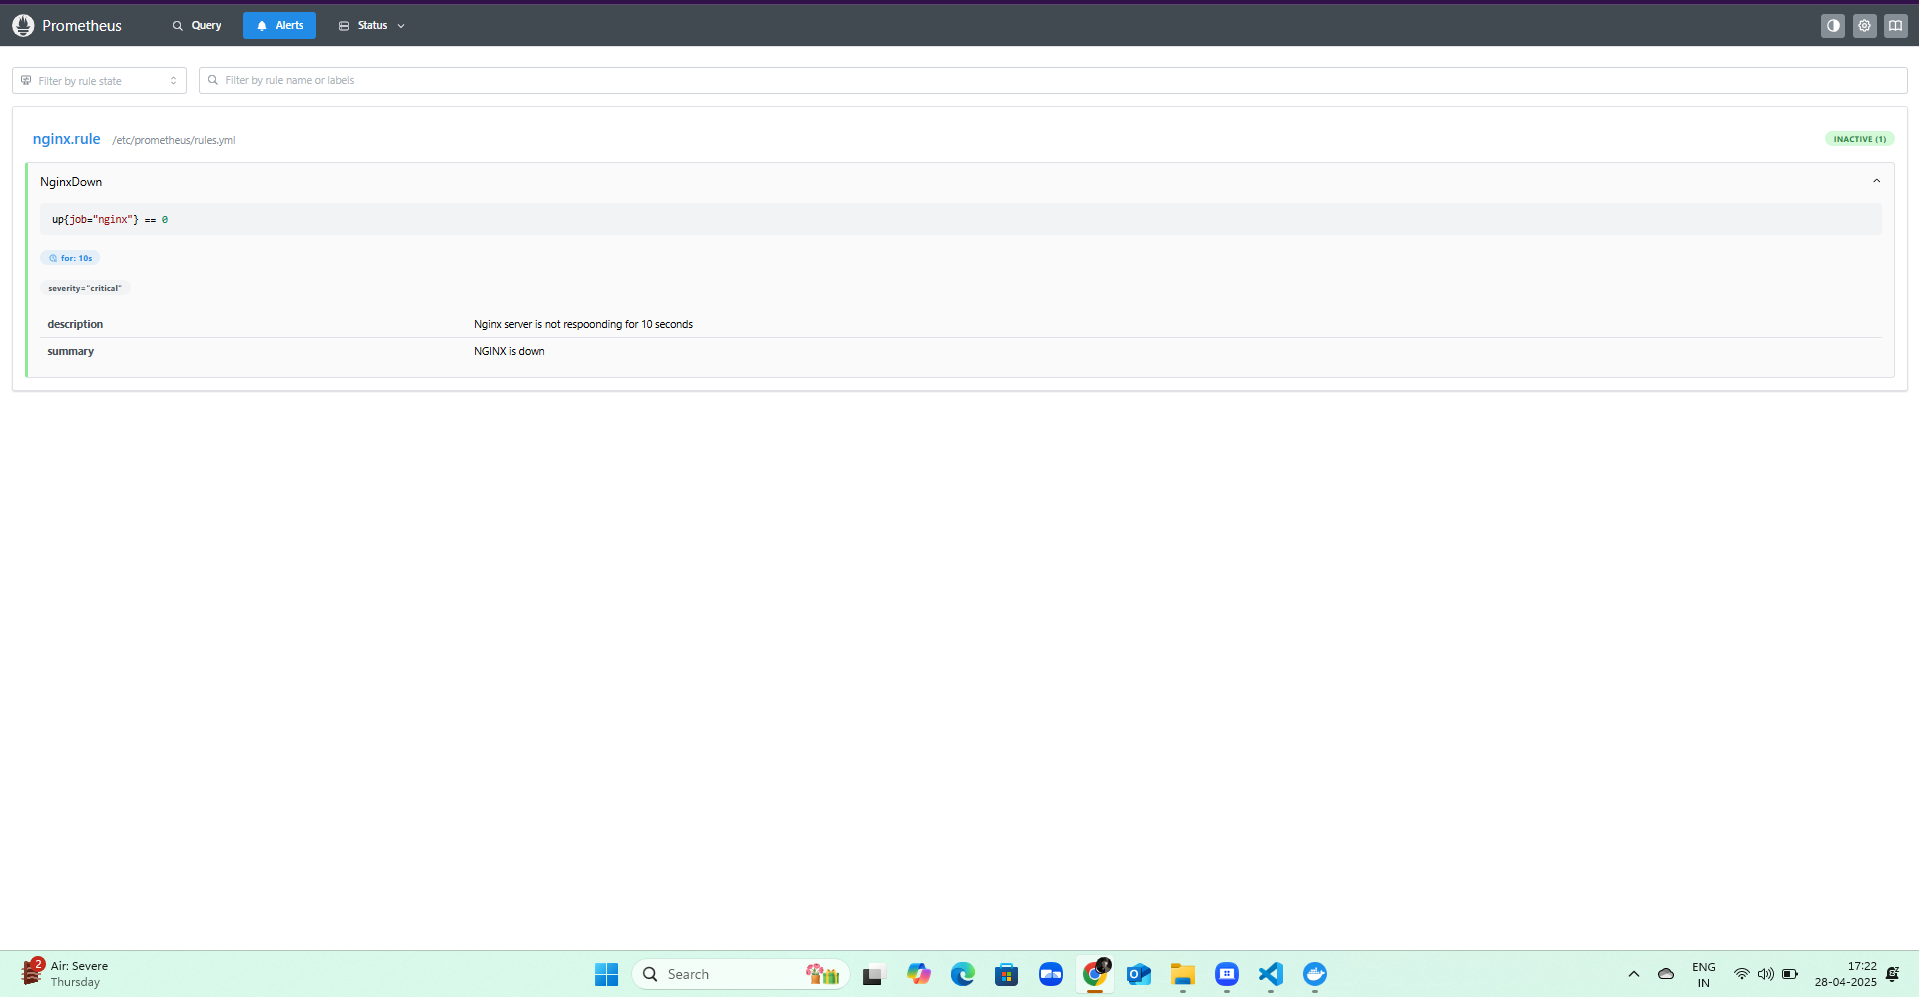 Prometheus Query Alerts Status
Filter by rule state Filter by rule name or labels
nginx.rule /etc/prometheus/rules.yml INACTIVE (1)
NginxDown
up{job="nginx"} == 0
for: 10s
severity="critical"
description Nginx server is not respoonding for 10 seconds
summary NGINX is down
2 Air: Severe
Thursday
Search
ENG
IN
17:22
28-04-2025